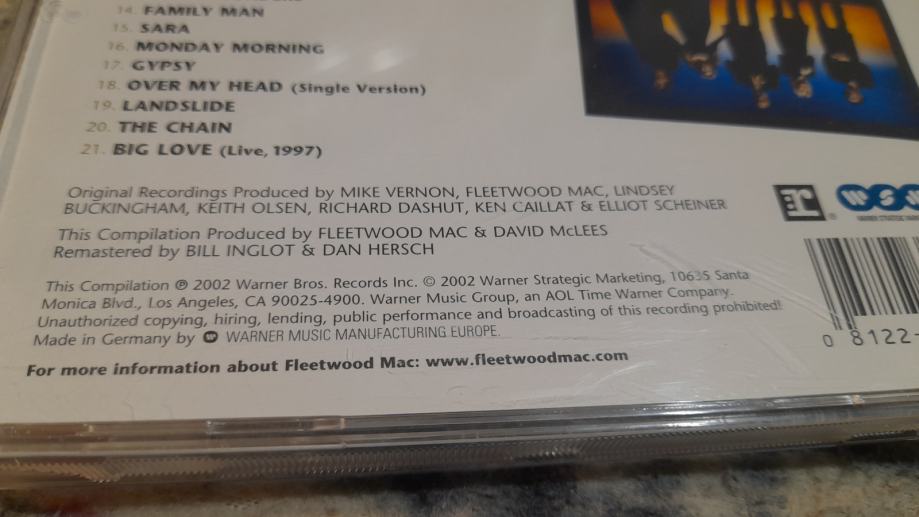 14. FAMILY MAN
15. SARA
16. MONDAY MORNING
17. GYPSY
18. OVER MY HEAD (Single Version)
19. LANDSLIDE
20. THE CHAIN
21. BIG LOVE (Live, 1997)
Original Recordings Produced by MIKE VERNON, FLEETWOOD MAC, LINDSEY
BUCKINGHAM, KEITH OLSEN, RICHARD DASHUT, KEN CAILLAT & ELLIOT SCHEINER
This Compilation Produced by FLEETWOOD MAC & DAVID McLEES
Remastered by BILL INGLOT & DAN HERSCH
This Compilation ℗ 2002 Warner Bros. Records Inc. © 2002 Warner Strategic Marketing, 10635 Santa
Monica Blvd., Los Angeles, CA 90025-4900. Warner Music Group, an AOL Time Warner Company.
Unauthorized copying, hiring, lending, public performance and broadcasting of this recording prohibited!
Made in Germany by WARNER MUSIC MANUFACTURING EUROPE.
For more information about Fleetwood Mac: www.fleetwoodmac.com
r ®
WARNER STRATEGIC
0 8122-